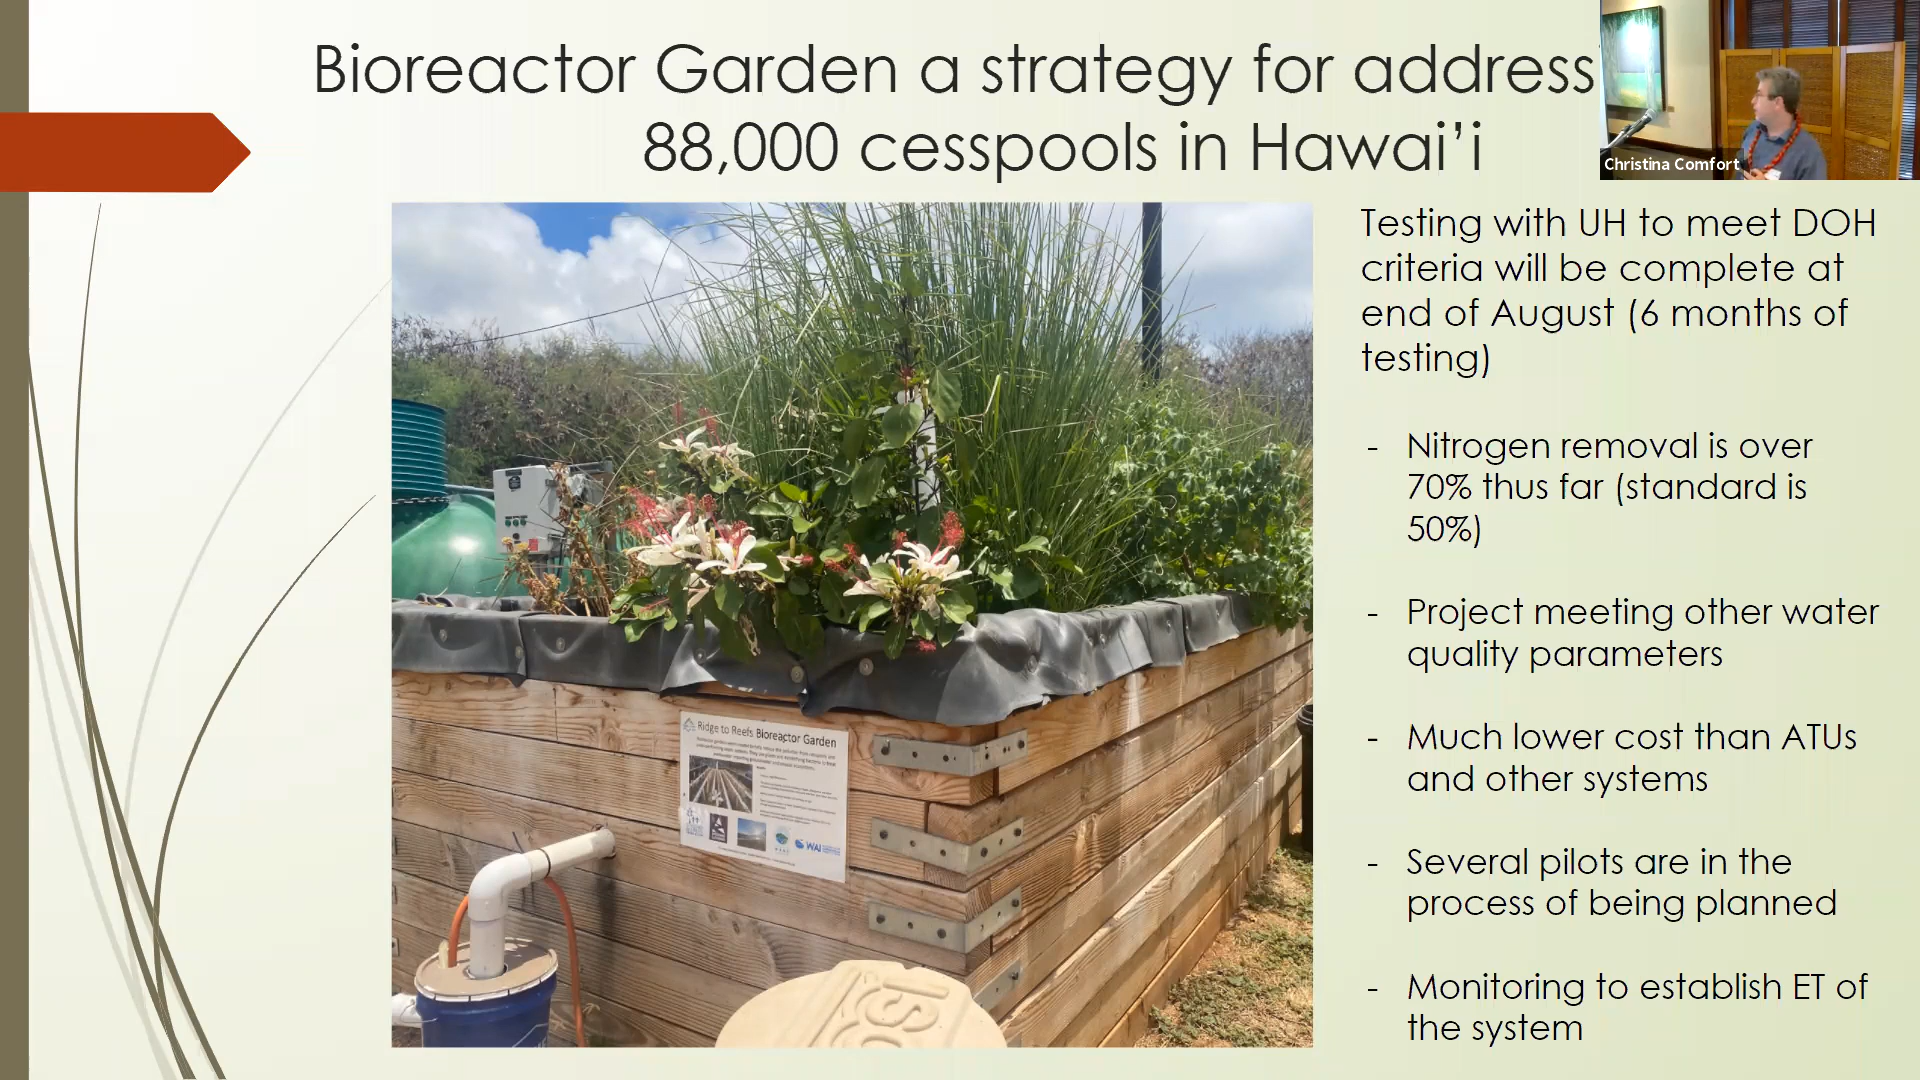 Bioreactor Garden a strategy for address
88,000 cesspools in Hawai’i
Christina Comfort
Testing with UH to meet DOH
criteria will be complete at
end of August (6 months of
testing)
- Nitrogen removal is over
70% thus far (standard is
50%)
- Project meeting other water
quality parameters
- Much lower cost than ATUs
and other systems
- Several pilots are in the
process of being planned
- Monitoring to establish ET of
the system
Ridge to Reefs Bioreactor Garden
WAI